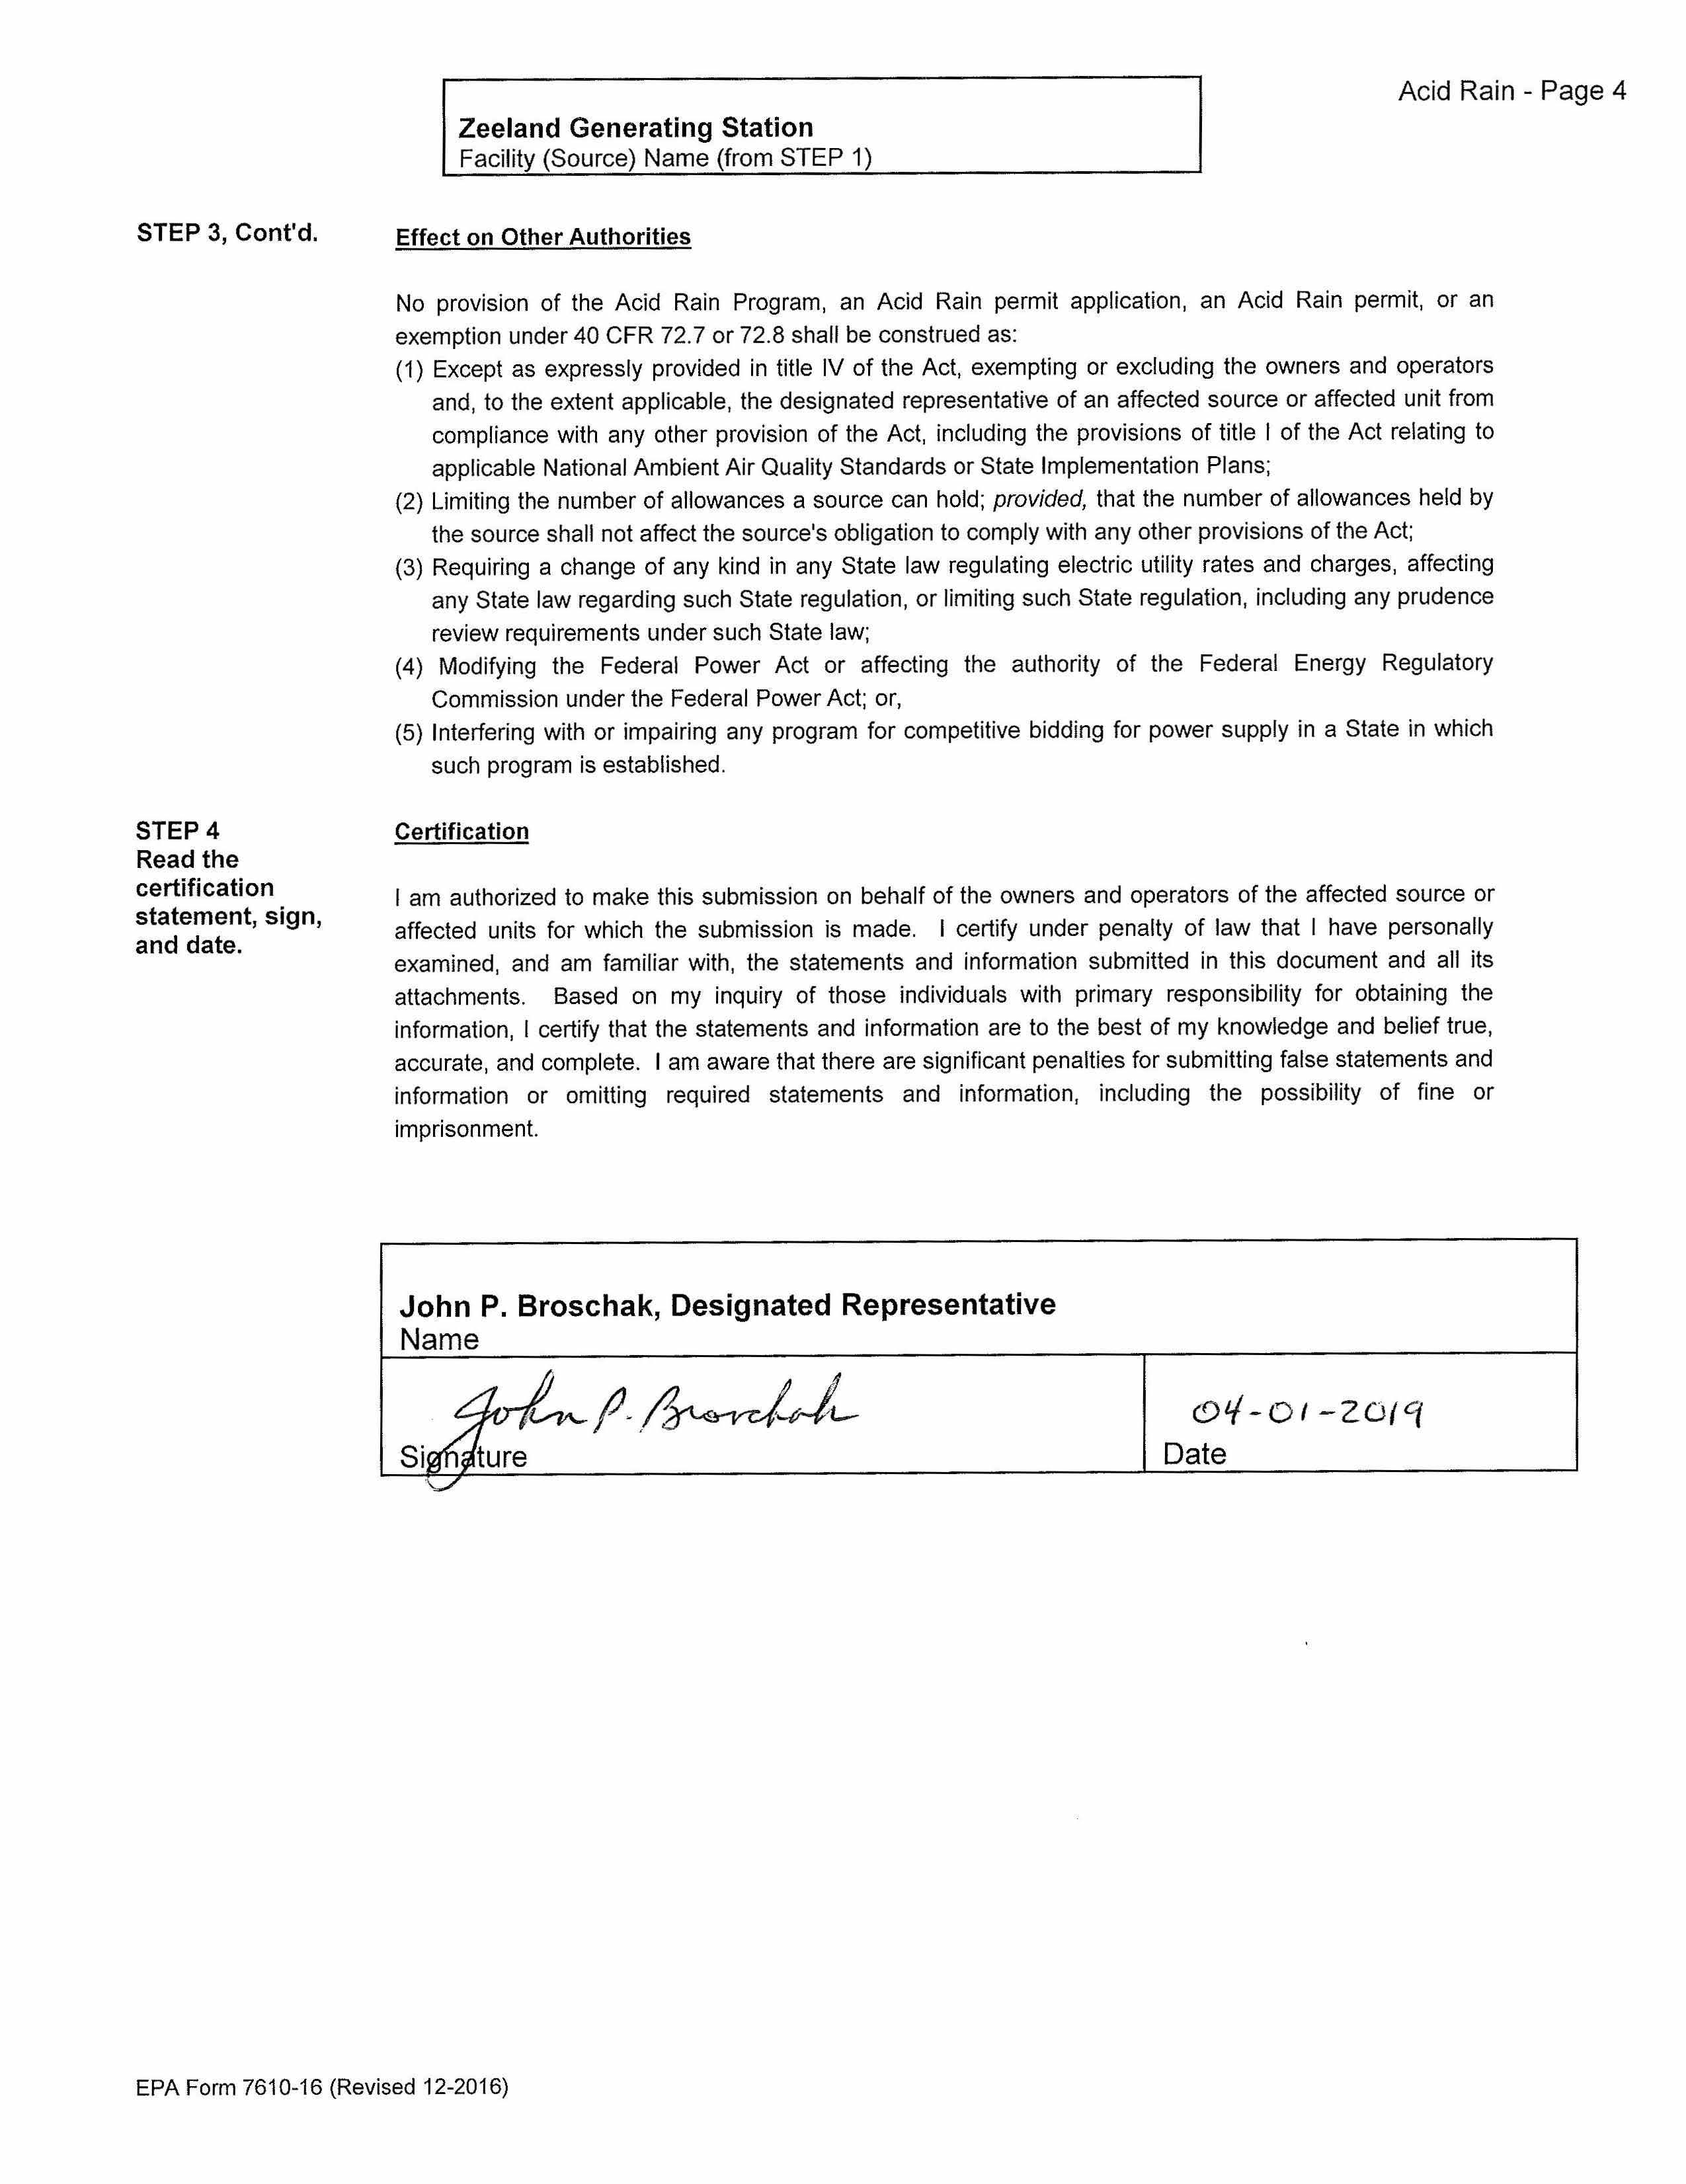 Acid Rain - Page 4
Zeeland Generating Station
Facility (Source) Name (from STEP 1)
STEP 3, Cont'd.
Effect on Other Authorities
No provision of the Acid Rain Program, an Acid Rain permit application, an Acid Rain permit, or an
exemption under 40 CFR 72.7 or 72.8 shall be construed as:
(1) Except as expressly provided in title IV of the Act, exempting or excluding the owners and operators
and, to the extent applicable, the designated representative of an affected source or affected unit from
compliance with any other provision of the Act, including the provisions of title I of the Act relating to
applicable National Ambient Air Quality Standards or State Implementation Plans;
(2) Limiting the number of allowances a source can hold; provided, that the number of allowances held by
the source shall not affect the source's obligation to comply with any other provisions of the Act;
(3) Requiring a change of any kind in any State law regulating electric utility rates and charges, affecting
any State law regarding such State regulation, or limiting such State regulation, including any prudence
review requirements under such State law;
(4) Modifying the Federal Power Act or affecting the authority of the Federal Energy Regulatory
Commission under the Federal Power Act; or,
(5) Interfering with or impairing any program for competitive bidding for power supply in a State in which
such program is established.
STEP 4
Read the
certification
statement, sign,
and date.
Certification
I am authorized to make this submission on behalf of the owners and operators of the affected source or
affected units for which the submission is made. I certify under penalty of law that I have personally
examined, and am familiar with, the statements and information submitted in this document and all its
attachments. Based on my inquiry of those individuals with primary responsibility for obtaining the
information, I certify that the statements and information are to the best of my knowledge and belief true,
accurate, and complete. I am aware that there are significant penalties for submitting false statements and
information or omitting required statements and information, including the possibility of fine or
imprisonment.
John P. Broschak, Designated Representative
Name
John P. Broschak
Signature
04-01-2019
Date
EPA Form 7610-16 (Revised 12-2016)